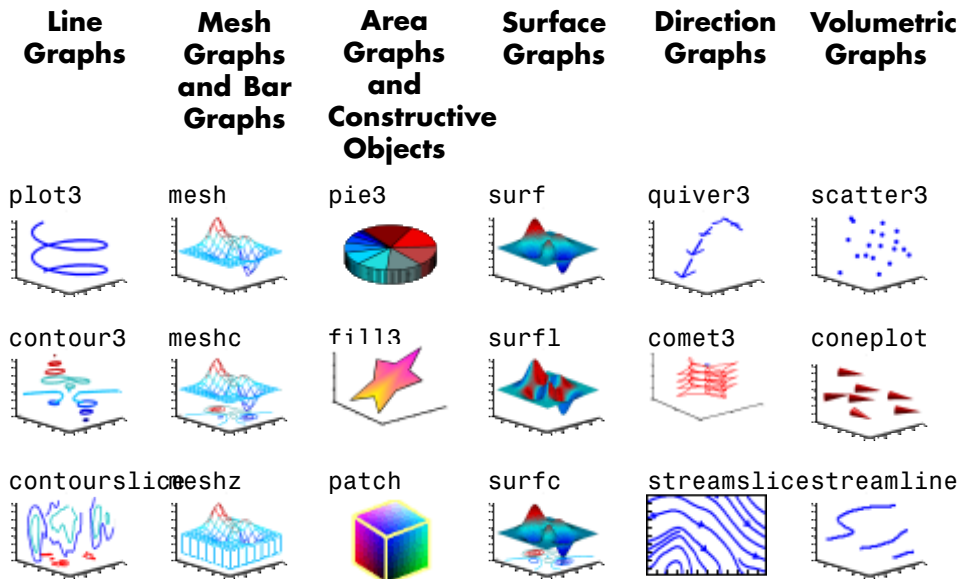 Line
Graphs
Mesh
Graphs
and Bar
Graphs
Area
Graphs
and
Constructive
Objects
Surface
Graphs
Direction
Graphs
Volumetric
Graphs
plot3
mesh
pie3
surf
quiver3
scatter3
contour3
meshc
fill3
surfl
comet3
coneplot
contourslice
meshz
patch
surfc
streamslice
streamline